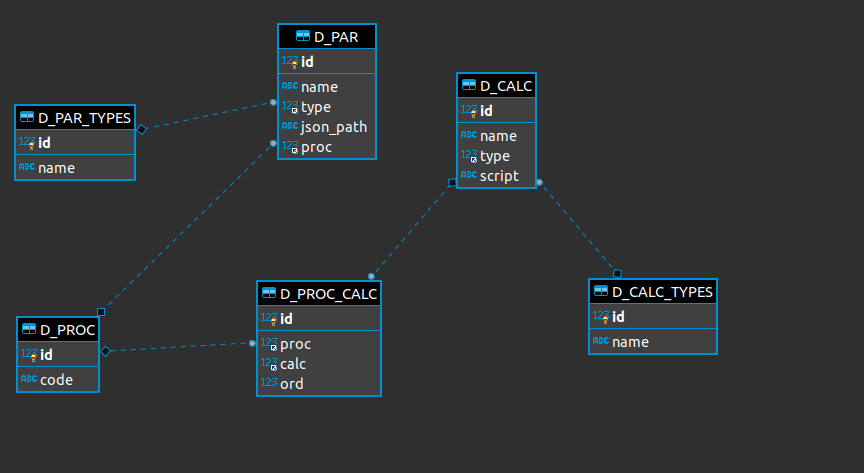 D_PAR
123 id
ABC name
123 type
ABC json_path
123 proc
D_PAR_TYPES
123 id
ABC name
D_CALC
123 id
ABC name
123 type
ABC script
D_PROC
123 id
ABC code
D_PROC_CALC
123 id
123 proc
123 calc
123 ord
D_CALC_TYPES
123 id
ABC name